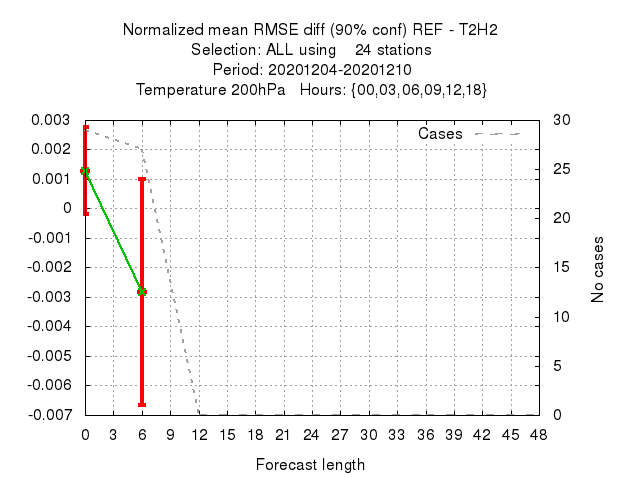 Normalized mean RMSE diff (90% conf) REF - T2H2
Selection: ALL using    24 stations
Period: 20201204-20201210
Temperature 200hPa   Hours: {00,03,06,09,12,18}
Cases
0.003
0.002
0.001
0
-0.001
-0.002
-0.003
-0.004
-0.005
-0.006
-0.007
30
25
20
15
10
5
0
No cases
0 3 6 9 12 15 18 21 24 27 30 33 36 39 42 45 48
Forecast length